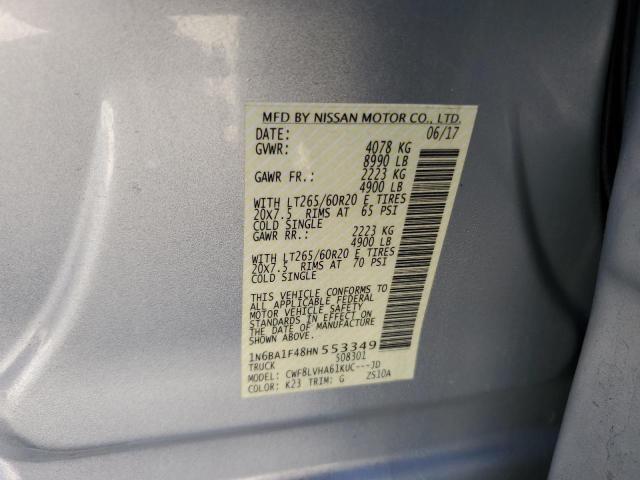 MFD BY NISSAN MOTOR CO., LTD.
DATE: 06/17
GVWR: 4078 KG
8990 LB
GAWR FR.: 2223 KG
4900 LB
WITH LT265/60R20 E TIRES
20X7.5 RIMS AT 65 PSI
COLD SINGLE
GAWR RR.: 2223 KG
4900 LB
WITH LT265/60R20 E TIRES
20X7.5 RIMS AT 70 PSI
COLD SINGLE
THIS VEHICLE CONFORMS TO
ALL APPLICABLE FEDERAL
MOTOR VEHICLE SAFETY
STANDARDS IN EFFECT ON
THE DATE OF MANUFACTURE
SHOWN ABOVE.
1N6BA1F48HN553349
TRUCK S08301
MODEL: CWF8LVHA61KUC---JD
COLOR: K23 TRIM: G ZS10A